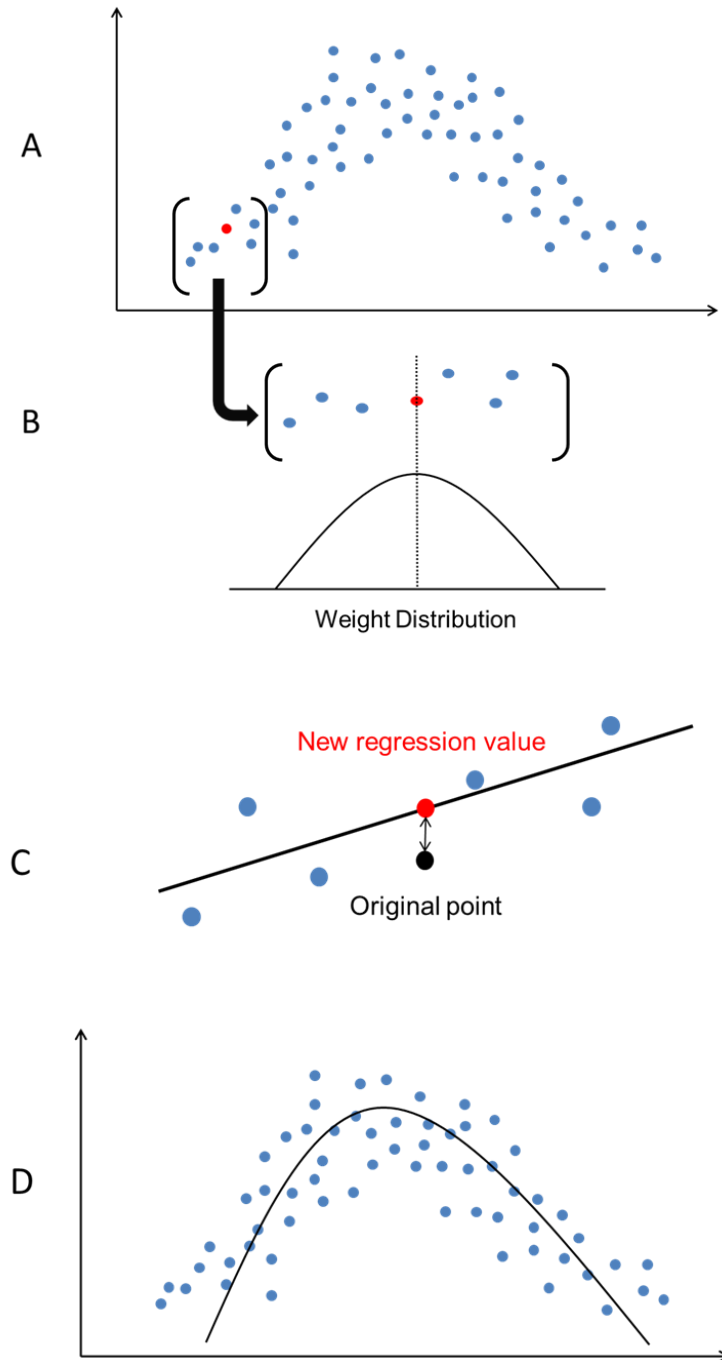 A
B
Weight Distribution
New regression value
C
Original point
D